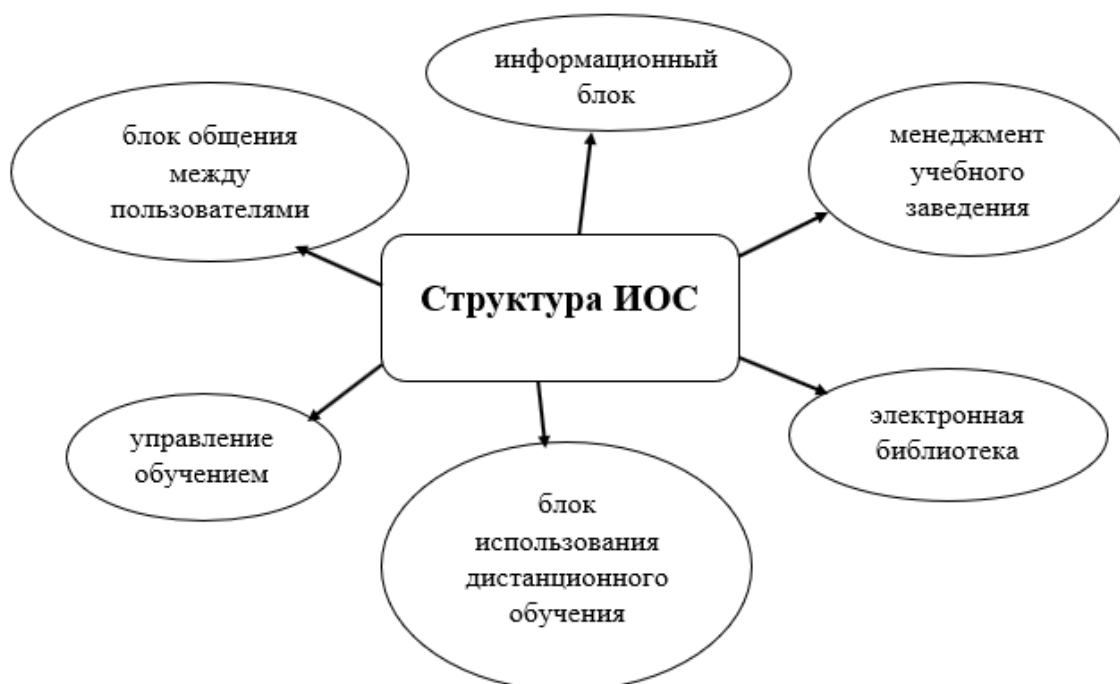 информационный
блок
блок общения
между
пользователями
менеджмент
учебного
заведения
Структура ИОС
управление
обучением
электронная
библиотека
блок
использования
дистанционного
обучения